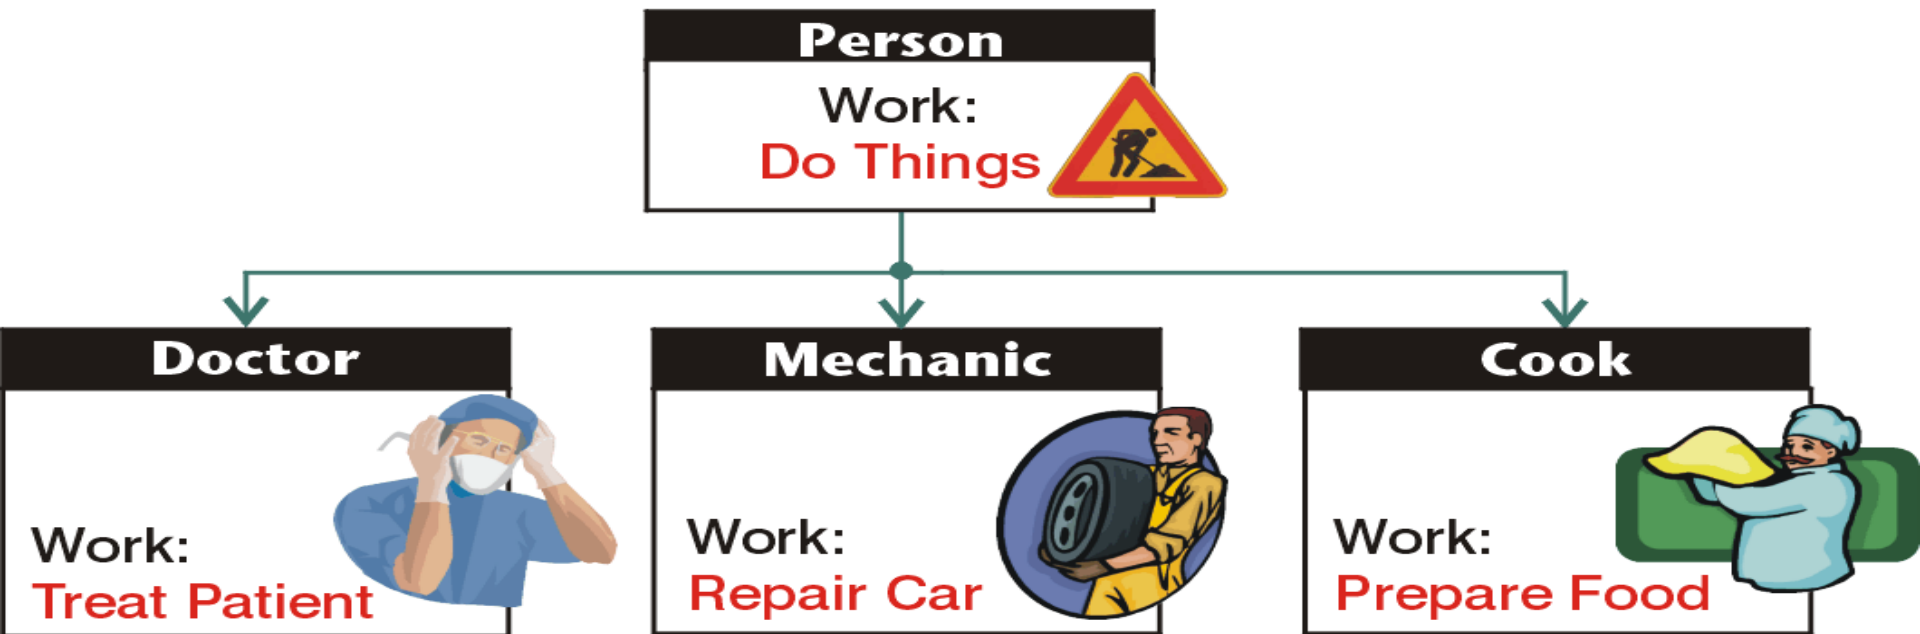 Person
Work:
Do Things
Doctor
Work:
Treat Patient
Mechanic
Work:
Repair Car
Cook
Work:
Prepare Food